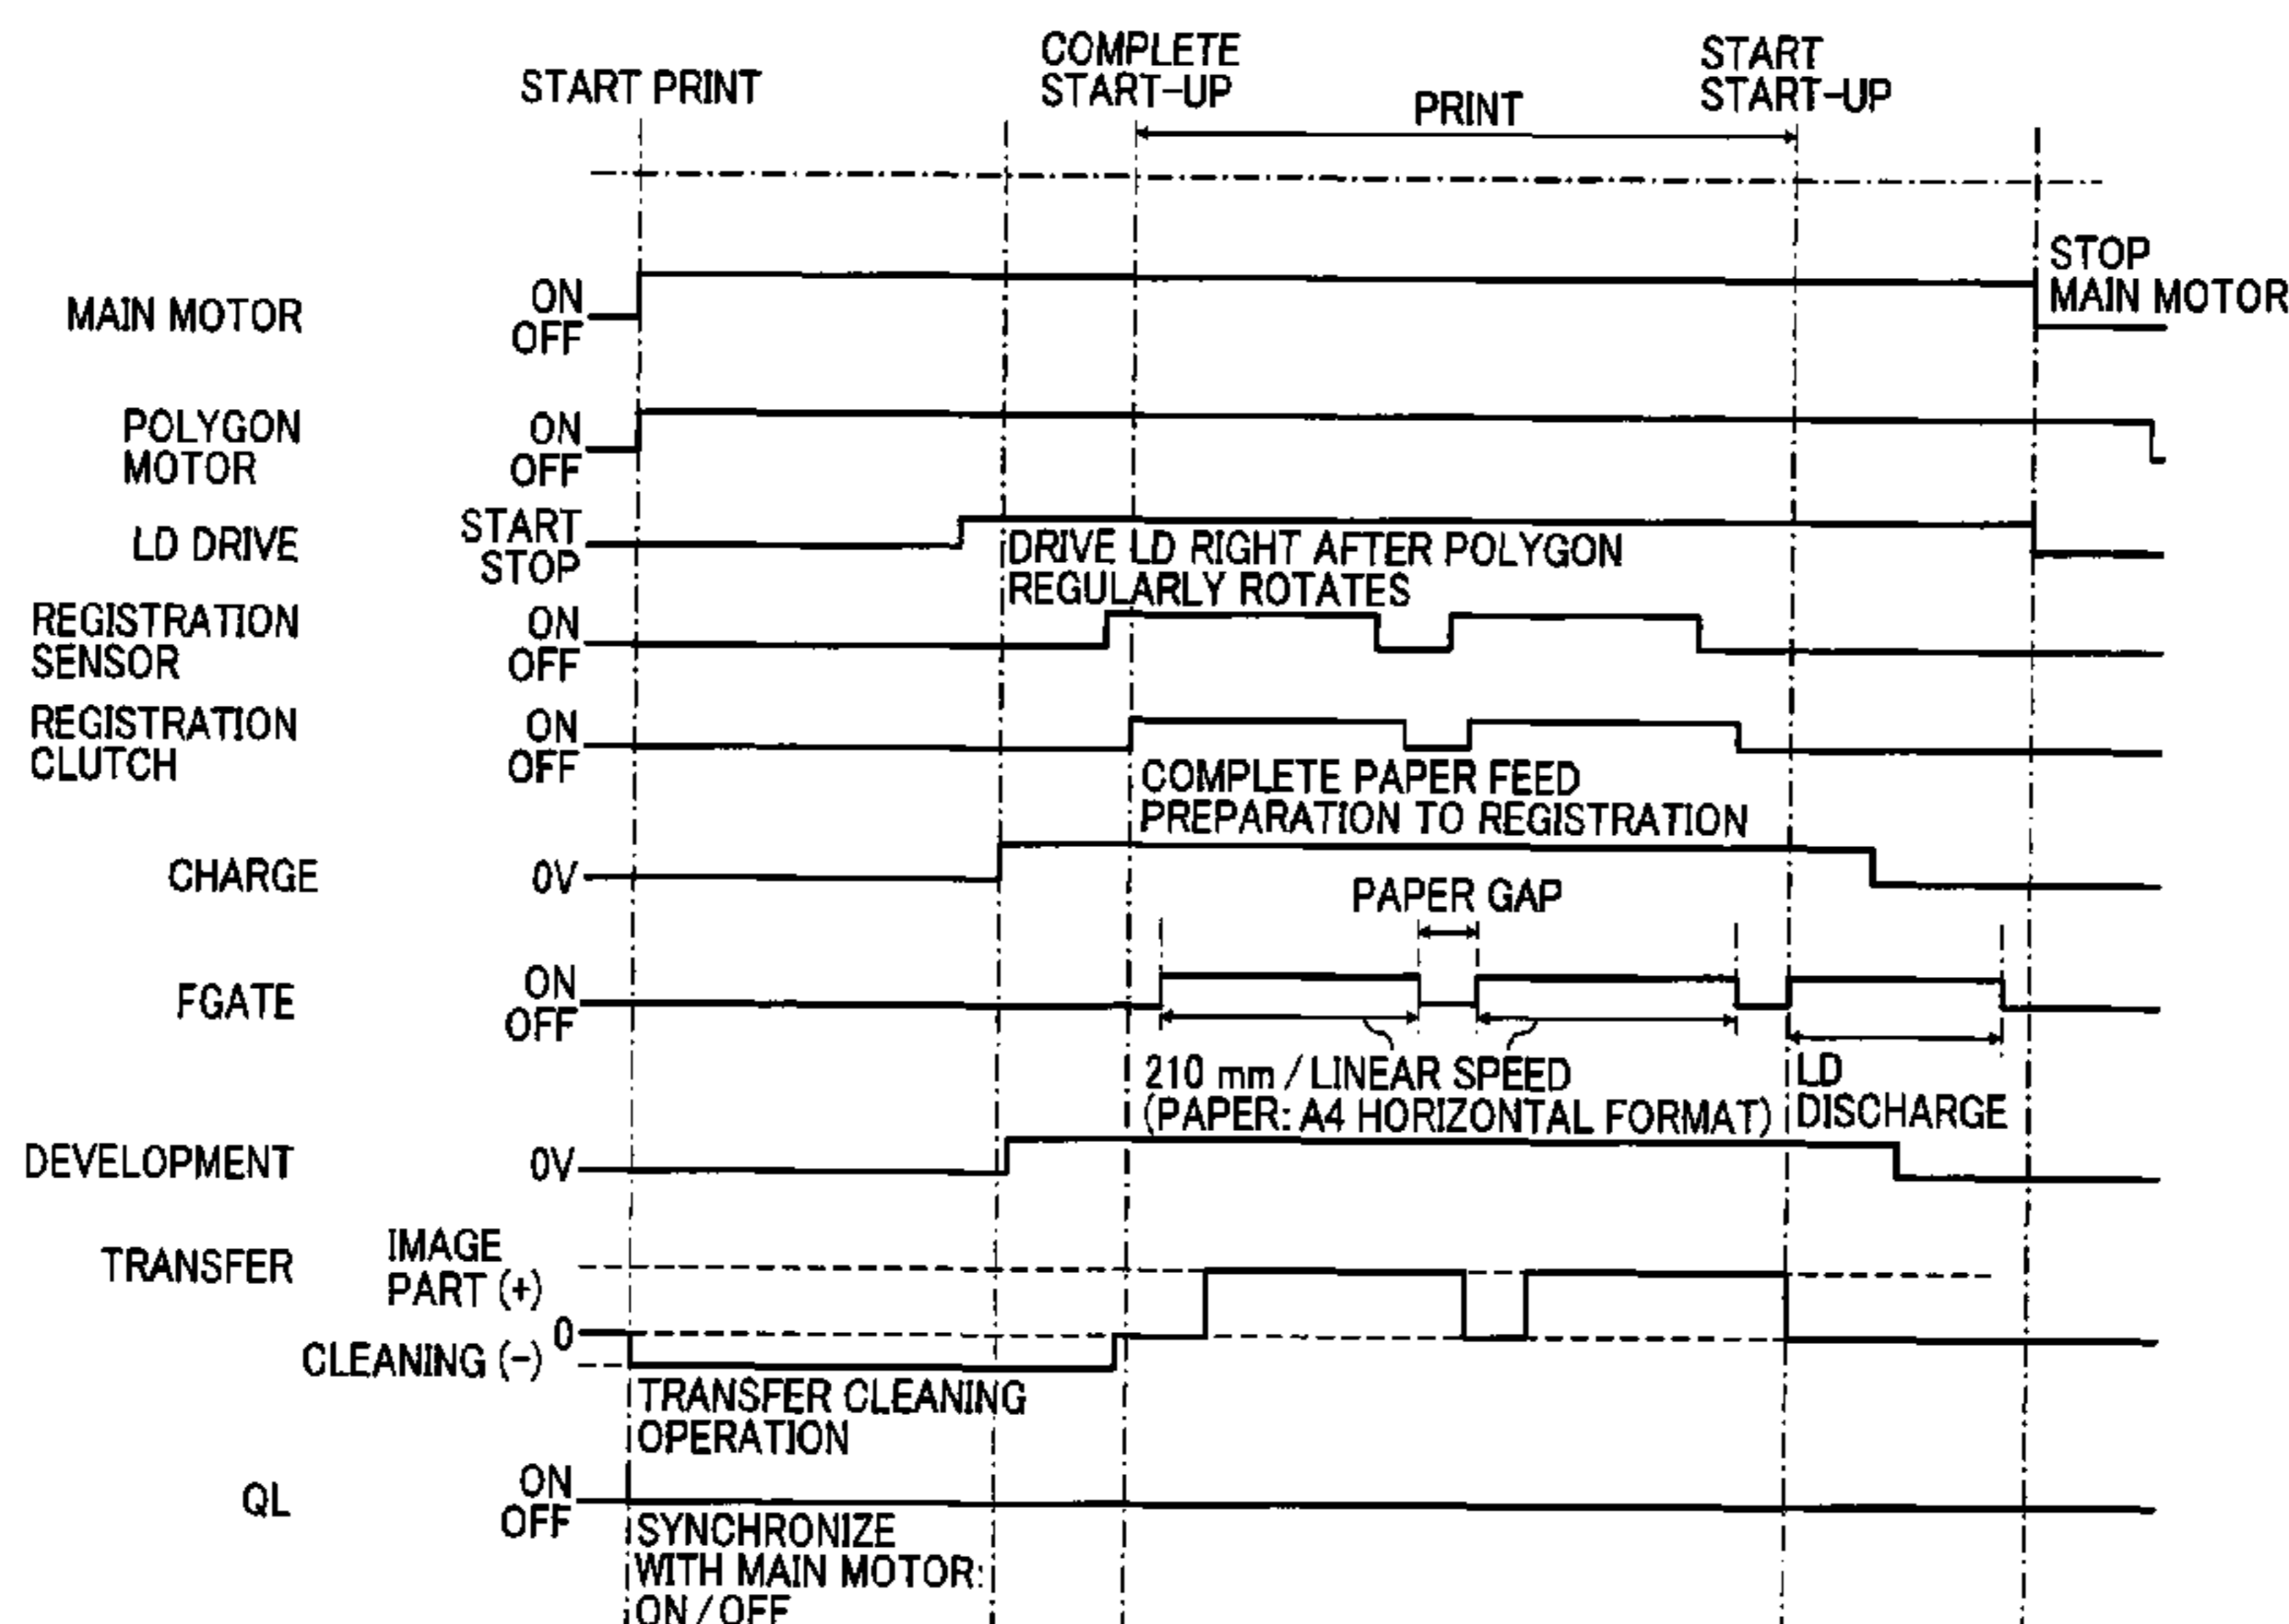 START PRINT
COMPLETE
START-UP
PRINT
START
START-UP
MAIN MOTOR
ON
OFF
STOP
MAIN MOTOR
POLYGON
MOTOR
ON
OFF
LD DRIVE
START
STOP
DRIVE LD RIGHT AFTER POLYGON
REGULARLY ROTATES
REGISTRATION
SENSOR
ON
OFF
REGISTRATION
CLUTCH
ON
OFF
COMPLETE PAPER FEED
PREPARATION TO REGISTRATION
CHARGE
0V
PAPER GAP
FGATE
ON
OFF
210 mm / LINEAR SPEED
(PAPER: A4 HORIZONTAL FORMAT)
LD
DISCHARGE
DEVELOPMENT
0V
TRANSFER
IMAGE
PART (+)
0
CLEANING (-)
TRANSFER CLEANING
OPERATION
QL
ON
OFF
SYNCHRONIZE
WITH MAIN MOTOR:
ON / OFF